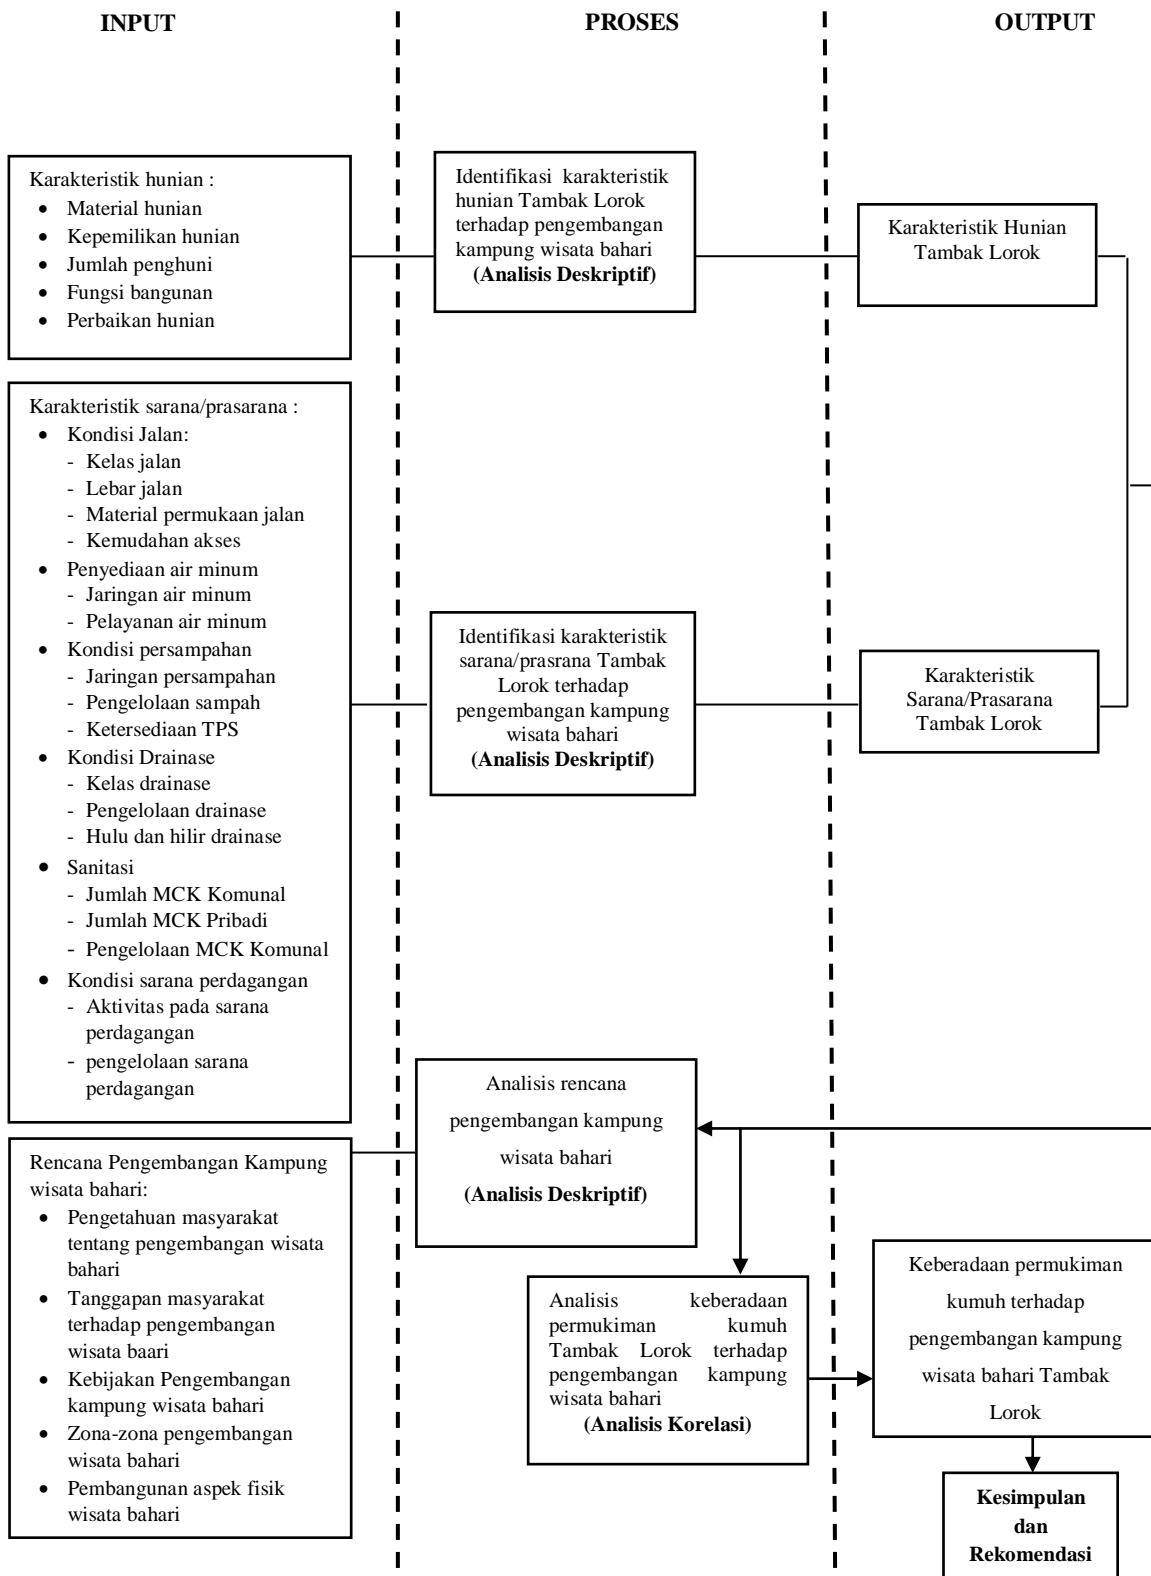 INPUT
PROSES
OUTPUT
Karakteristik hunian :
• Material hunian
• Kepemilikan hunian
• Jumlah penghuni
• Fungsi bangunan
• Perbaikan hunian
Identifikasi karakteristik
hunian Tambak Lorok
terhadap pengembangan
kampung wisata bahari
(Analisis Deskriptif)
Karakteristik Hunian
Tambak Lorok
Karakteristik sarana/prasarana :
• Kondisi Jalan:
- Kelas jalan
- Lebar jalan
- Material permukaan jalan
- Kemudahan akses
• Penyediaan air minum
- Jaringan air minum
- Pelayanan air minum
• Kondisi persampahan
- Jaringan persampahan
- Pengelolaan sampah
- Ketersediaan TPS
• Kondisi Drainase
- Kelas drainase
- Pengelolaan drainase
- Hulu dan hilir drainase
• Sanitasi
- Jumlah MCK Komunal
- Jumlah MCK Pribadi
- Pengelolaan MCK Komunal
• Kondisi sarana perdagangan
- Aktivitas pada sarana
perdagangan
- pengelolaan sarana
perdagangan
Identifikasi karakteristik
sarana/prasrana Tambak
Lorok terhadap
pengembangan kampung
wisata bahari
(Analisis Deskriptif)
Karakteristik
Sarana/Prasarana
Tambak Lorok
Rencana Pengembangan Kampung
wisata bahari:
• Pengetahuan masyarakat
tentang pengembangan wisata
bahari
• Tanggapan masyarakat
terhadap pengembangan
wisata baari
• Kebijakan Pengembangan
kampung wisata bahari
• Zona-zona pengembangan
wisata bahari
• Pembangunan aspek fisik
wisata bahari
Analisis rencana
pengembangan kampung
wisata bahari
(Analisis Deskriptif)
Analisis keberadaan
permukiman kumuh
Tambak Lorok terhadap
pengembangan kampung
wisata bahari
(Analisis Korelasi)
Keberadaan permukiman
kumuh terhadap
pengembangan kampung
wisata bahari Tambak
Lorok
Kesimpulan
dan
Rekomendasi